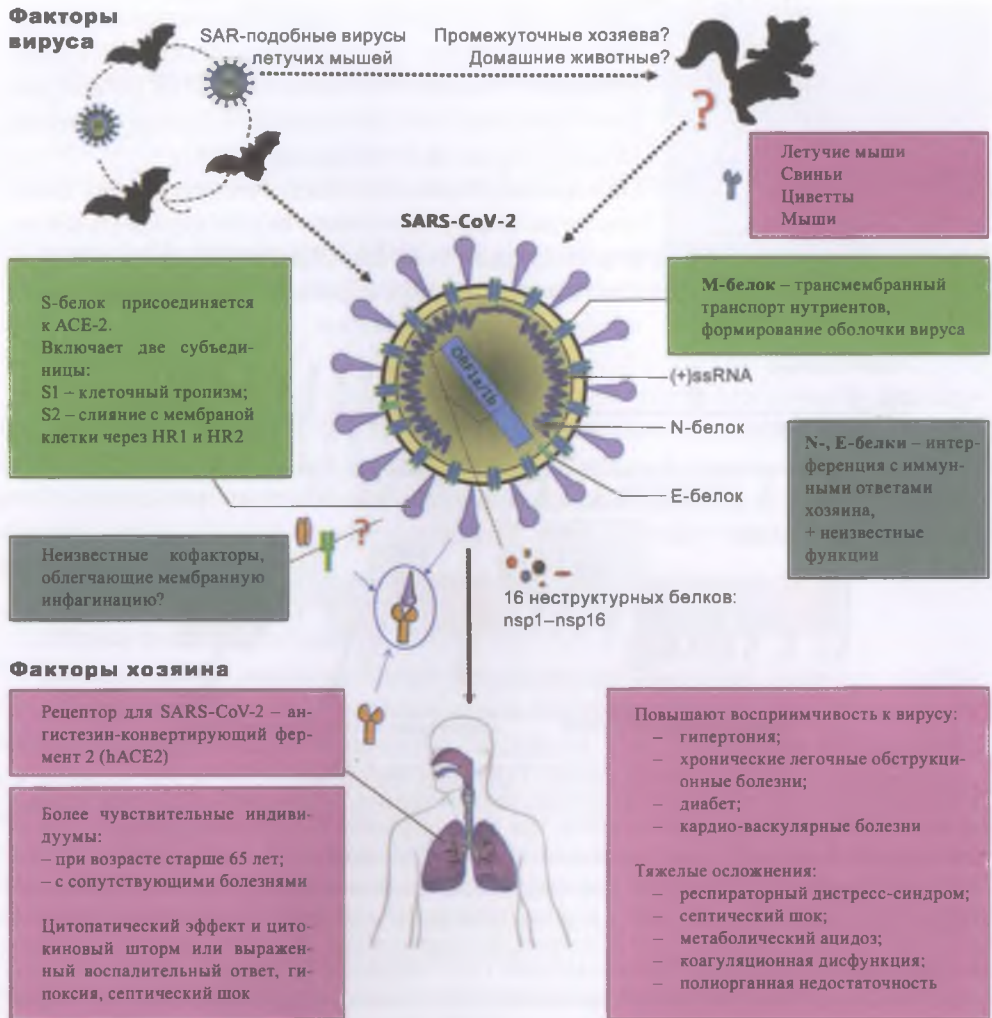 Факторы
вируса
SAR-подобные вирусы
летучих мышей
Промежуточные хозяева?
Домашние животные?
?
Летучие мыши
Свиньи
Циветты
Мыши
SARS-CoV-2
S-белок присоединяется
к ACE-2.
Включает две субъеди-
ницы:
S1 – клеточный тропизм;
S2 – слияние с мембраной
клетки через HR1 и HR2
М-белок – трансмембранный
транспорт нутриентов,
формирование оболочки вируса
ORF1a/1b
(+)ssRNA
N-белок
E-белок
N-, E-белки – интер-
ференция с иммун-
ными ответами
хозяина,
+ неизвестные
функции
?
Неизвестные кофакторы,
облегчающие мембранную
инфагинацию?
16 неструктурных белков:
nsp1–nsp16
Факторы хозяина
Рецептор для SARS-CoV-2 – ан-
гистезин-конвертирующий фер-
мент 2 (hACE2)
Более чувствительные индиви-
дуумы:
– при возрасте старше 65 лет;
– с сопутствующими болезнями
Цитопатический эффект и цито-
киновый шторм или выражен-
ный воспалительный ответ, ги-
поксия, септический шок
Повышают восприимчивость к вирусу:
– гипертония;
– хронические легочные обструкци-
онные болезни;
– диабет;
– кардио-васкулярные болезни
Тяжелые осложнения:
– респираторный дистресс-синдром;
– септический шок;
– метаболический ацидоз;
– коагуляционная дисфункция;
– полиорганная недостаточность